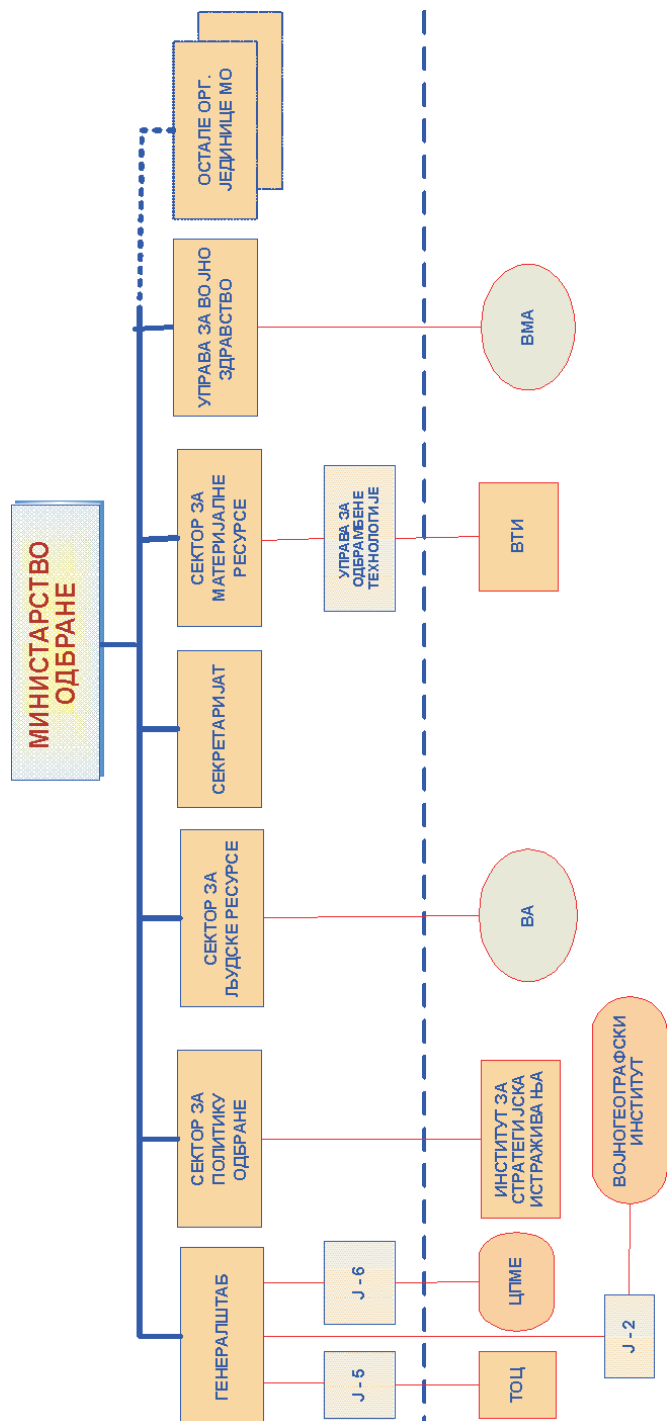 МИНИСТАРСТВО
ОДБРАНЕ
ГЕНЕРАЛШТАБ
СЕКТОР ЗА
ПОЛИТИКУ
ОДБРАНЕ
СЕКТОР ЗА
ЉУДСКЕ РЕСУРСЕ
СЕКРЕТАРИЈАТ
СЕКТОР ЗА
МАТЕРИЈАЛНЕ
РЕСУРСЕ
УПРАВА ЗА ВОЈНО
ЗДРАВСТВО
ОСТАЛЕ ОРГ.
ЈЕДИНИЦЕ МО
Ј - 5
Ј - 6
УПРАВА ЗА
ОДБРАМБЕНЕ
ТЕХНОЛОГИЈЕ
ТОЦ
ЦПМЕ
ИНСТИТУТ ЗА
СТРАТЕГИЈСКА
ИСТРАЖИВАЊА
ВА
ВТИ
ВМА
Ј - 2
ВОЈНОГЕОГРАФСКИ
ИНСТИТУТ